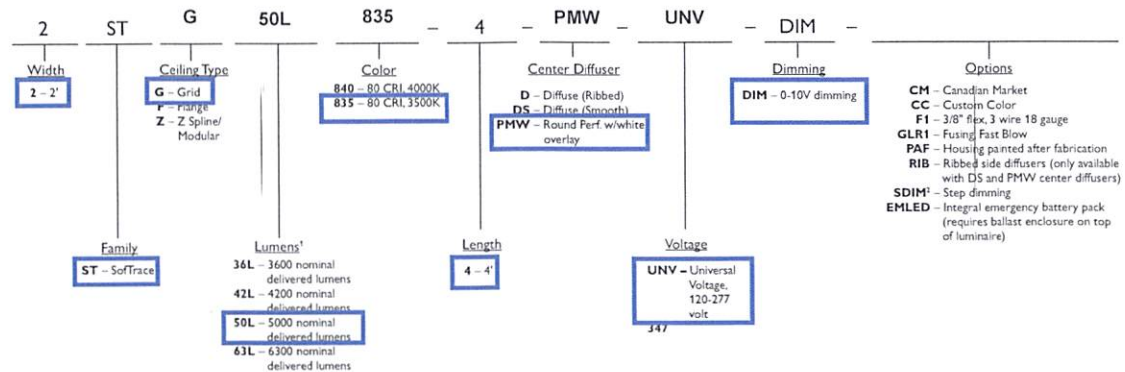 2 ST G 50L 835 – 4 – PMW – UNV – DIM –
Width
2 – 2'
Ceiling Type
G – Grid
F – Flange
Z – Z Spline/
Modular
Color
840 – 80 CRI, 4000K
835 – 80 CRI, 3500K
Center Diffuser
D – Diffuse (Ribbed)
DS – Diffuse (Smooth)
PMW – Round Perf. w/white
overlay
Dimming
DIM – 0-10V dimming
Options
CM – Canadian Market
CC – Custom Color
F1 – 3/8" flex, 3 wire 18 gauge
GLR1 – Fusing Fast Blow
PAF – Housing painted after fabrication
RIB – Ribbed side diffusers (only available
with DS and PMW center diffusers)
SDIM² – Step dimming
EMLED – Integral emergency battery pack
(requires ballast enclosure on top
of luminaire)
Family
ST – SofTrace
Lumens¹
36L – 3600 nominal
delivered lumens
42L – 4200 nominal
delivered lumens
50L – 5000 nominal
delivered lumens
63L – 6300 nominal
delivered lumens
Length
4 – 4'
Voltage
UNV – Universal
Voltage,
120-277
volt
347